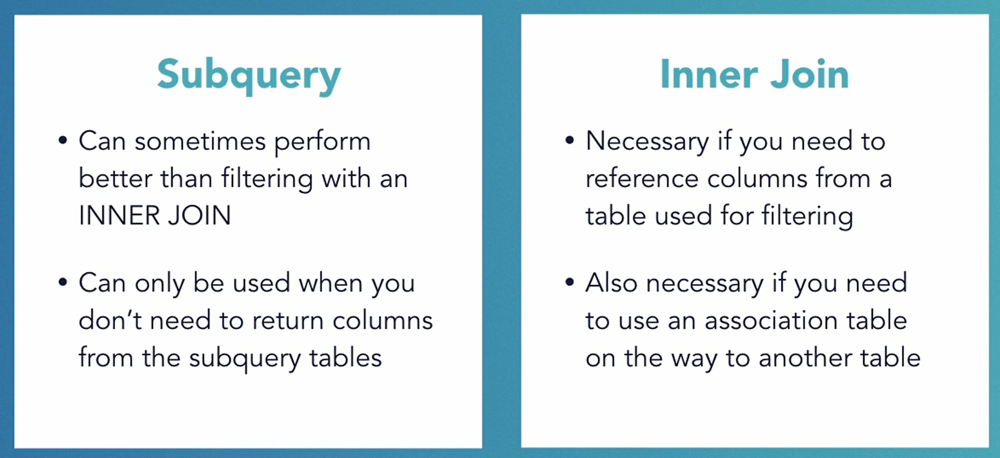 Subquery
• Can sometimes perform
better than filtering with an
INNER JOIN
• Can only be used when you
don’t need to return columns
from the subquery tables
Inner Join
• Necessary if you need to
reference columns from a
table used for filtering
• Also necessary if you need
to use an association table
on the way to another table